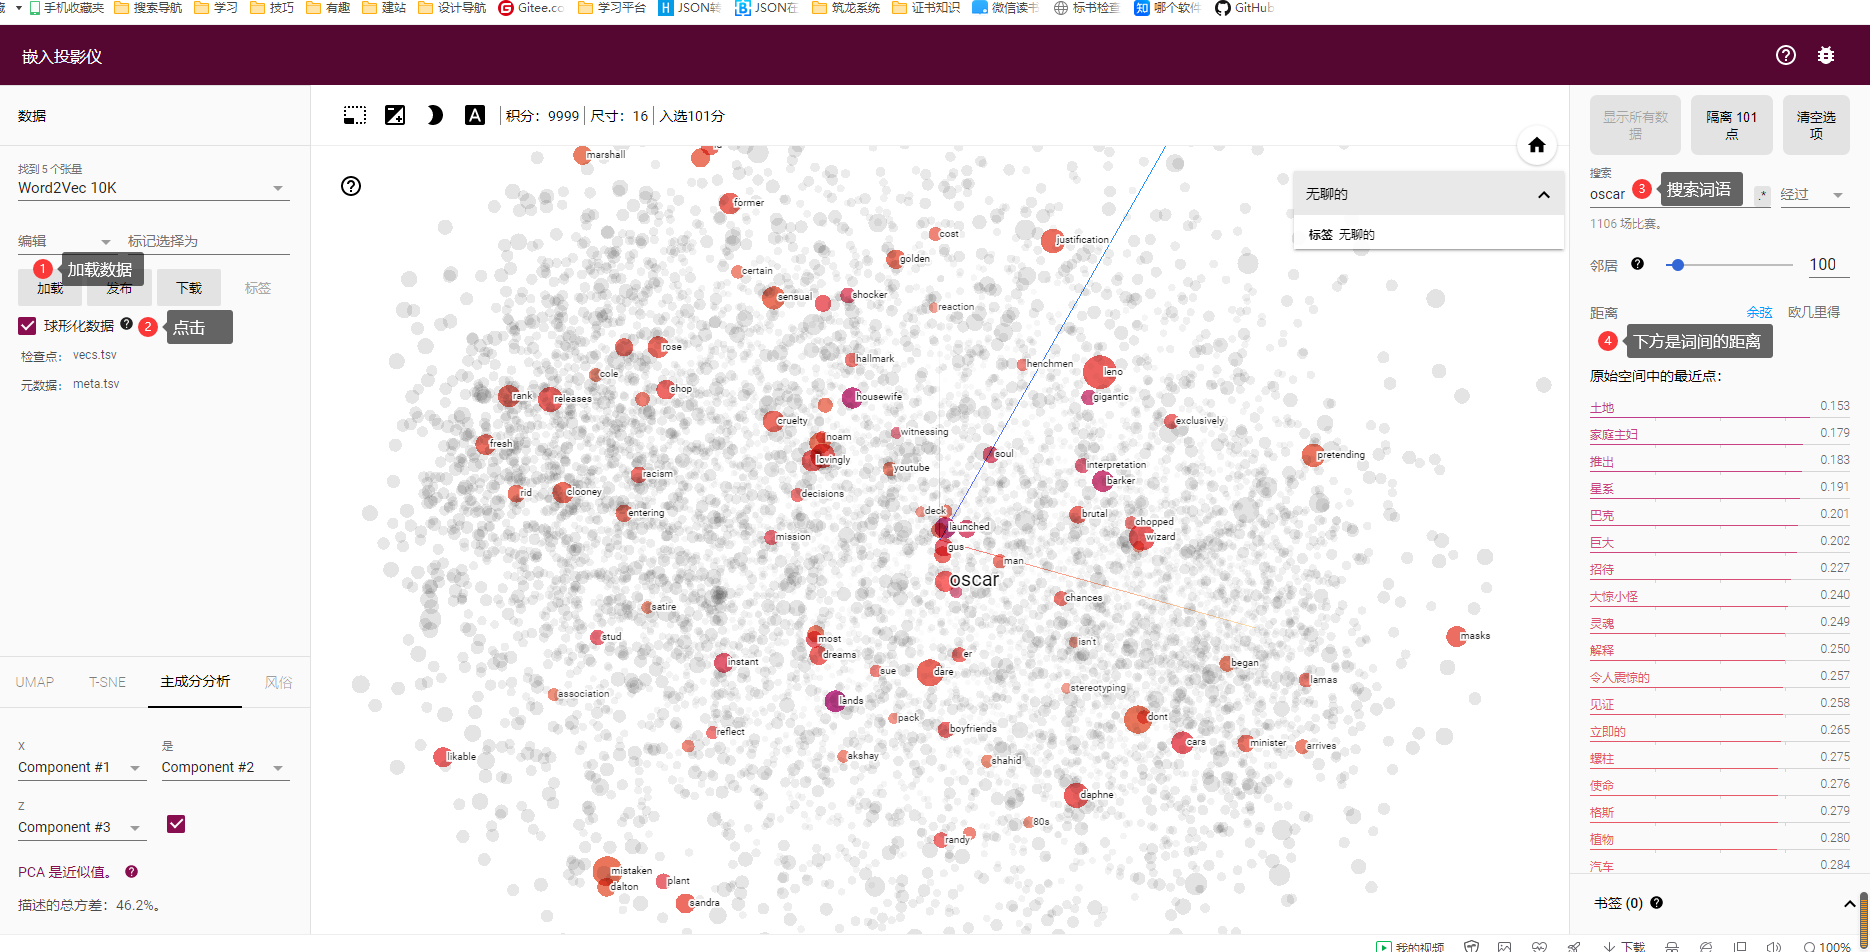 藏 手机收藏夹 搜索导航 学习 技巧 有趣 建站 设计导航 Gitee.co 学习平台 JSON转 JSON在 筑龙系统 证书知识 微信读书 标书检查 哪个软件 GitHub
嵌入投影仪
数据
积分：9999 尺寸：16 入选101分
显示所有数据
隔离 101 点
清空选项
找到 5 个张量
Word2Vec 10K
编辑
标记选择为
1 加载数据
加载
发布
下载
标签
球形化数据
2 点击
检查点： vecs.tsv
元数据： meta.tsv
UMAP
T-SNE
主成分分析
风俗
X
Component #1
是
Component #2
Z
Component #3
PCA 是近似值。
描述的总方差：46.2%。
无聊的
标签 无聊的
marshall
former
cost
justification
golden
certain
sensual
shocker
reaction
rose
hallmark
henchmen
leno
cole
shop
rank
releases
housewife
gigantic
cruelty
exclusively
noam
witnessing
fresh
soul
lovingly
pretending
youtube
interpretation
racism
barker
rid
clooney
decisions
entering
deck
brutal
chopped
launched
mission
wizard
gus
man
oscar
chances
satire
stud
most
isn't
masks
dreams
er
instant
began
sue
dare
lamas
stereotyping
association
lands
pack
dont
reflect
boyfriends
cars
minister
arrives
likable
akshay
shahid
daphne
80s
randy
mistaken
dalton
plant
sandra
搜索
oscar
3 搜索词语
.*
经过
1106 场比赛。
邻居
100
距离
余弦
欧几里得
4 下方是词间的距离
原始空间中的最近点：
土地 0.153
家庭主妇 0.179
推出 0.183
星系 0.191
巴克 0.201
巨大 0.202
招待 0.227
大惊小怪 0.240
灵魂 0.249
解释 0.250
令人震惊的 0.257
见证 0.258
立即的 0.265
螺柱 0.275
使命 0.276
格斯 0.279
植物 0.280
汽车 0.284
书签 (0)
我的视频
下载
100%